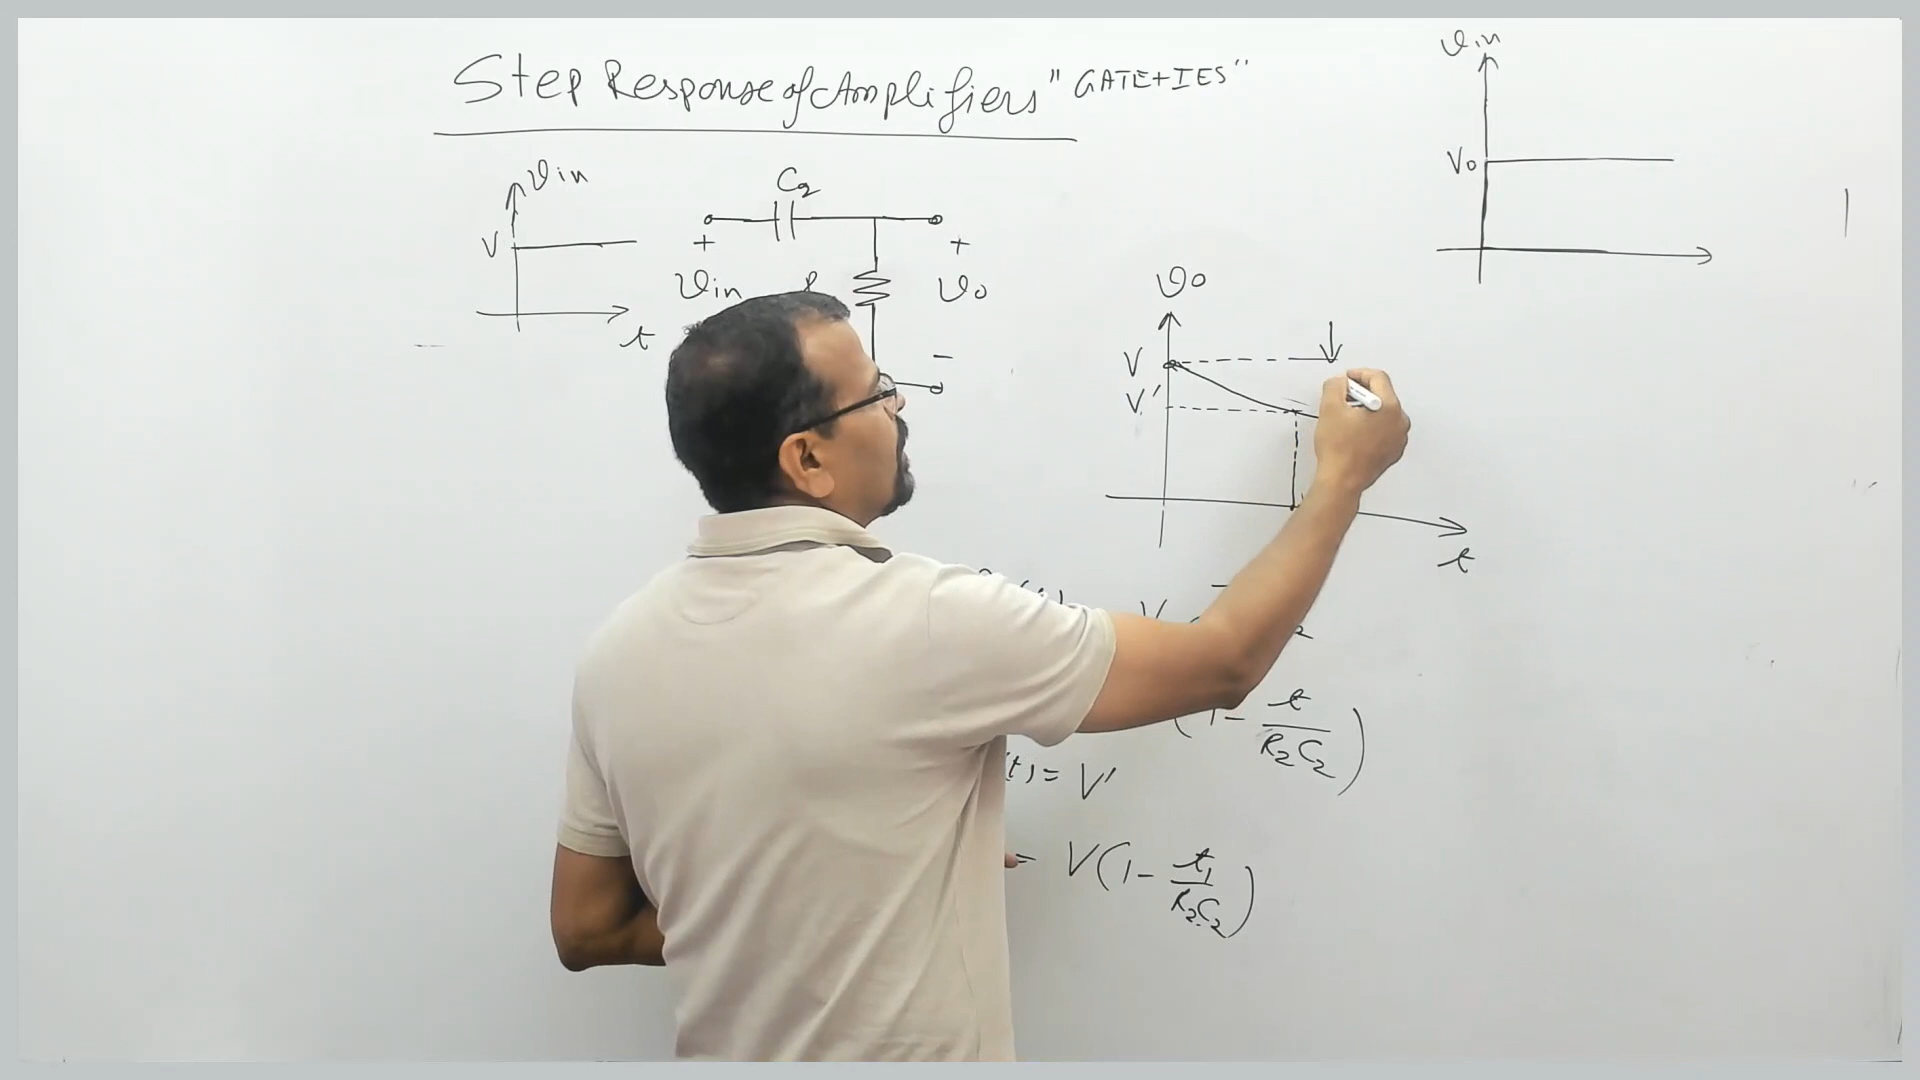 Step Response of Amplifiers "GATE+IES"
vin
V
t
C2
+
vin
+
vo
−
vin
Vo
vo
V
V'
t
(1 - t/R2C2)
(t) = V'
= V(1 - t1/R2C2)